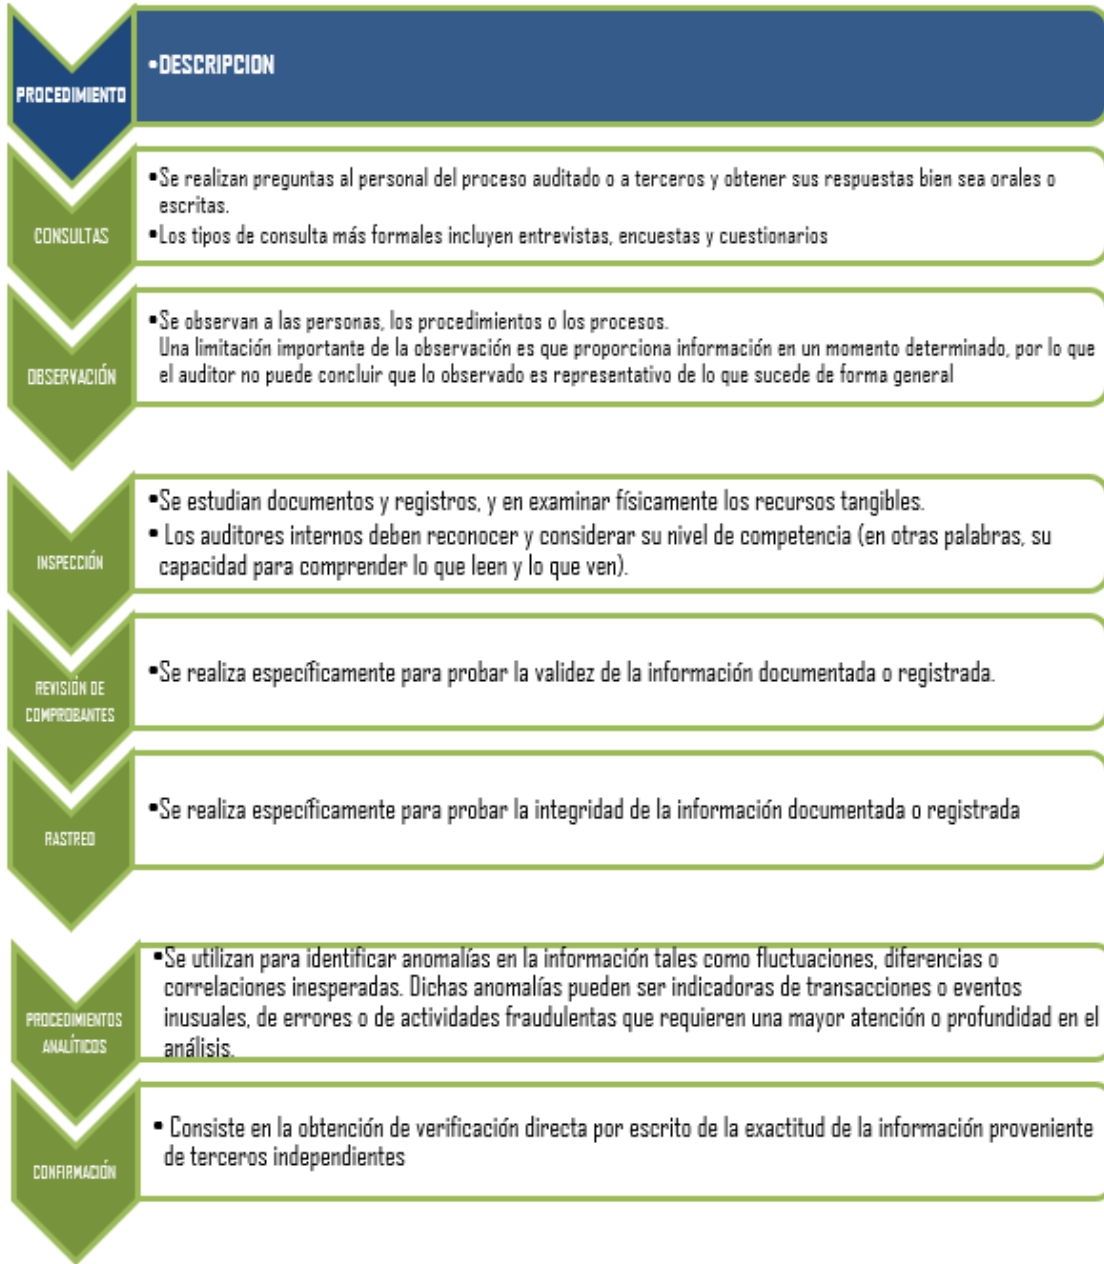 PROCEDIMIENTO
•DESCRIPCION
CONSULTAS
•Se realizan preguntas al personal del proceso auditado o a terceros y obtener sus respuestas bien sea orales o
escritas.
•Los tipos de consulta más formales incluyen entrevistas, encuestas y cuestionarios
OBSERVACIÓN
•Se observan a las personas, los procedimientos o los procesos.
Una limitación importante de la observación es que proporciona información en un momento determinado, por lo que
el auditor no puede concluir que lo observado es representativo de lo que sucede de forma general
INSPECCIÓN
•Se estudian documentos y registros, y en examinar físicamente los recursos tangibles.
• Los auditores internos deben reconocer y considerar su nivel de competencia (en otras palabras, su
capacidad para comprender lo que leen y lo que ven).
REVISIÓN DE
COMPROBANTES
•Se realiza específicamente para probar la validez de la información documentada o registrada.
RASTREO
•Se realiza específicamente para probar la integridad de la información documentada o registrada
PROCEDIMIENTOS
ANALÍTICOS
•Se utilizan para identificar anomalías en la información tales como fluctuaciones, diferencias o
correlaciones inesperadas. Dichas anomalías pueden ser indicadoras de transacciones o eventos
inusuales, de errores o de actividades fraudulentas que requieren una mayor atención o profundidad en el
análisis.
CONFIRMACIÓN
• Consiste en la obtención de verificación directa por escrito de la exactitud de la información proveniente
de terceros independientes